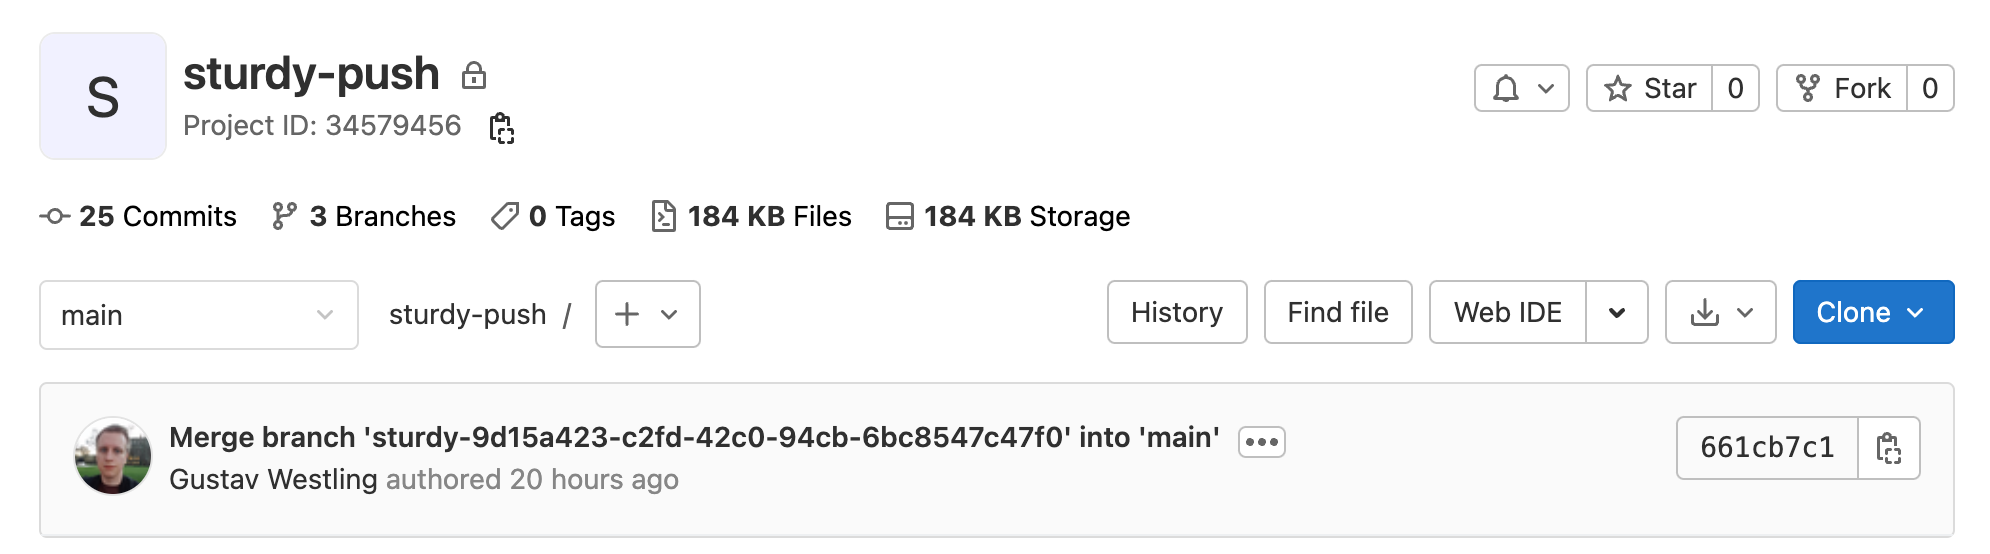 S
sturdy-push
Project ID: 34579456
Star 0
Fork 0
25 Commits 3 Branches 0 Tags 184 KB Files 184 KB Storage
main
sturdy-push /
History
Find file
Web IDE
Clone
Merge branch 'sturdy-9d15a423-c2fd-42c0-94cb-6bc8547c47f0' into 'main'
Gustav Westling authored 20 hours ago
661cb7c1